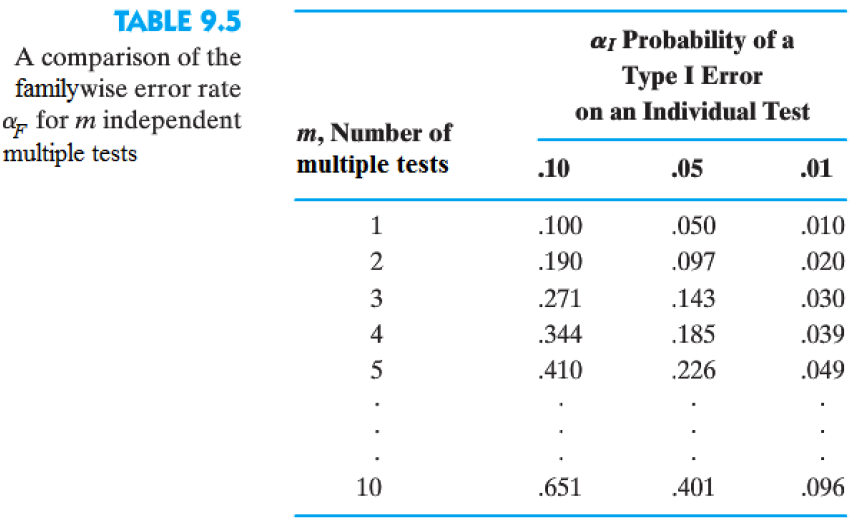 TABLE 9.5
A comparison of the
familywise error rate
α_F for m independent
multiple tests
α_I Probability of a
Type I Error
on an Individual Test
m, Number of
multiple tests .10 .05 .01
1 .100 .050 .010
2 .190 .097 .020
3 .271 .143 .030
4 .344 .185 .039
5 .410 .226 .049
. . . .
. . . .
. . . .
10 .651 .401 .096